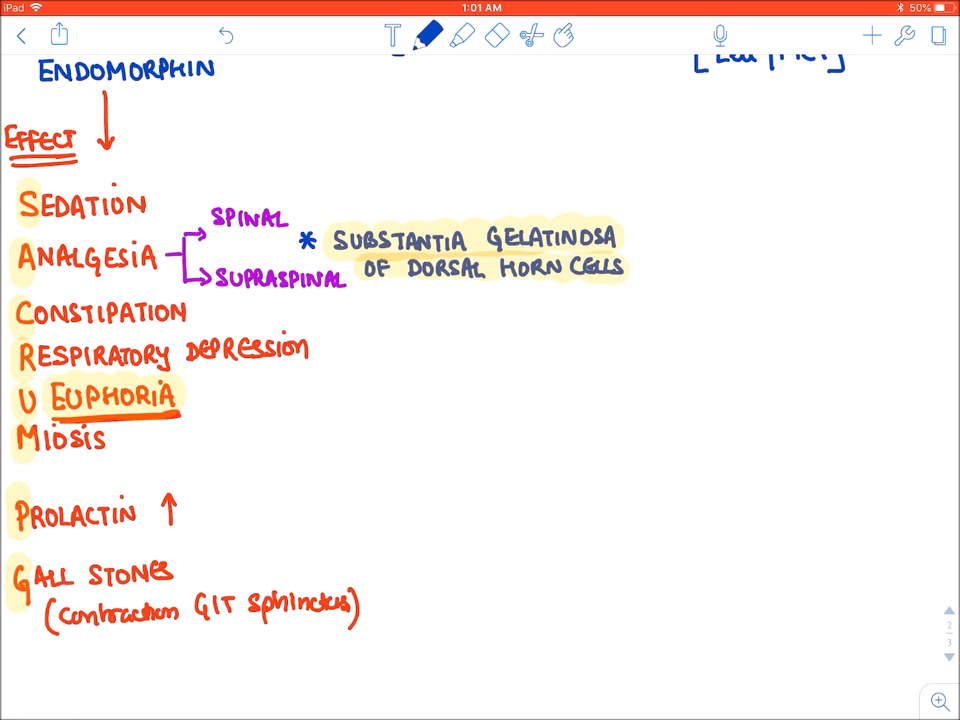 iPad
1:01 AM
50%
T
ENDOMORPHIN
EFFECT
SEDATION
SPINAL
ANALGESIA
SUPRASPINAL
* SUBSTANTIA GELATINOSA
OF DORSAL HORN CELLS
CONSTIPATION
RESPIRATORY DEPRESSION
U EUPHORIA
MIOSIS
PROLACTIN ↑
GALL STONES
(Contraction GIT Sphincters)
2
3